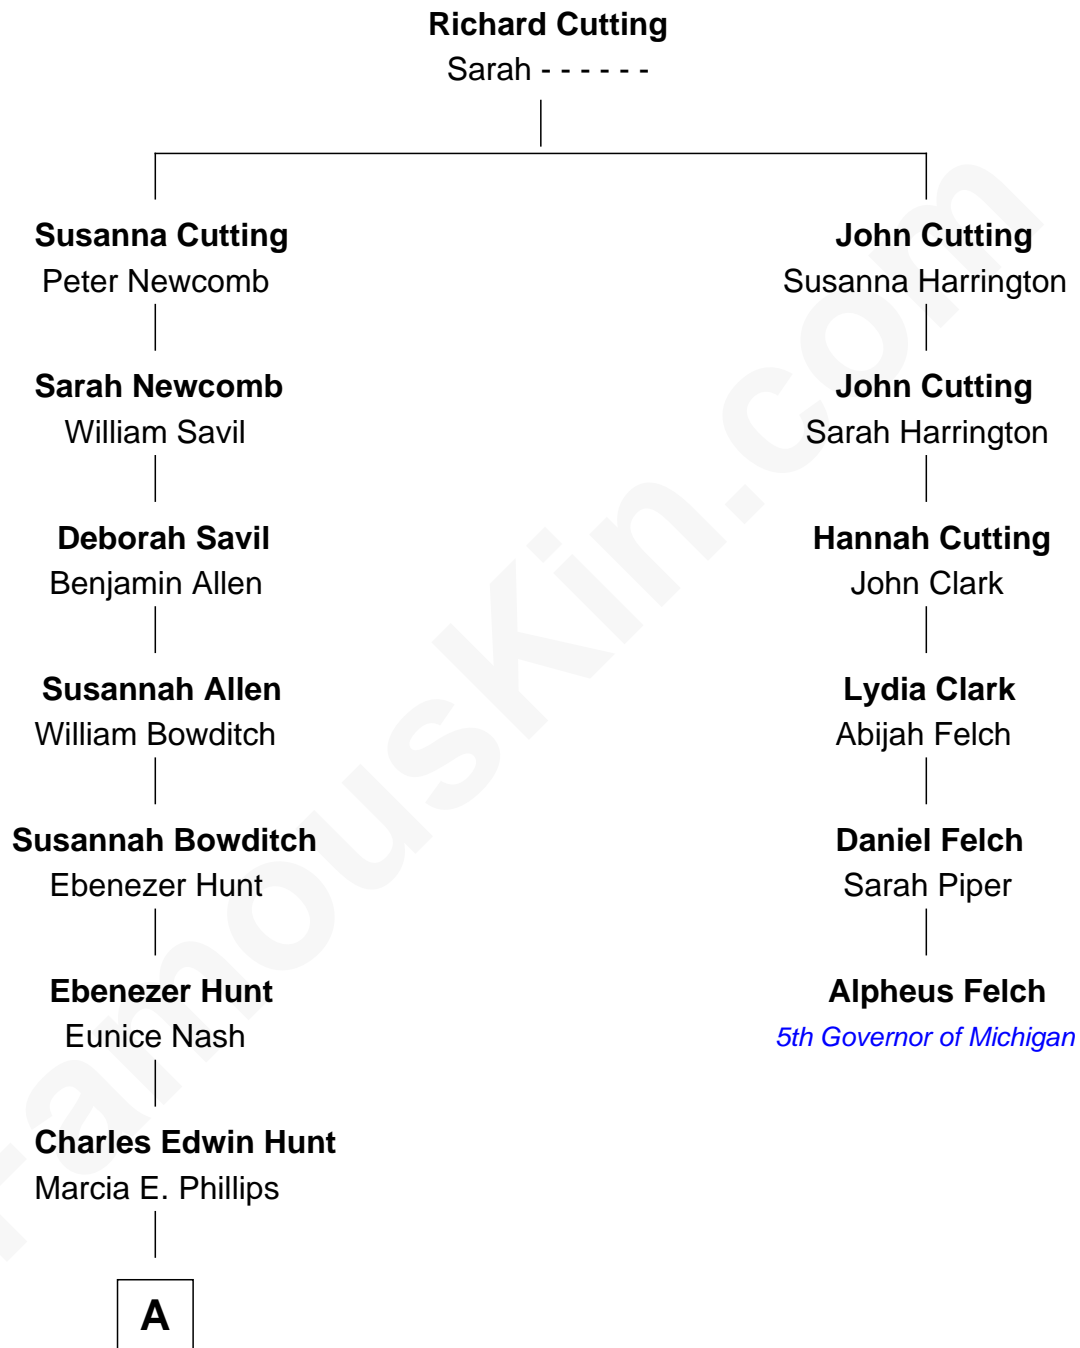 Richard Cutting
Sarah - - - - - -
Susanna Cutting
Peter Newcomb
John Cutting
Susanna Harrington
Sarah Newcomb
William Savil
John Cutting
Sarah Harrington
Deborah Savil
Benjamin Allen
Hannah Cutting
John Clark
Susannah Allen
William Bowditch
Lydia Clark
Abijah Felch
Susannah Bowditch
Ebenezer Hunt
Daniel Felch
Sarah Piper
Ebenezer Hunt
Eunice Nash
Alpheus Felch
5th Governor of Michigan
Charles Edwin Hunt
Marcia E. Phillips
A
FamousKin.com